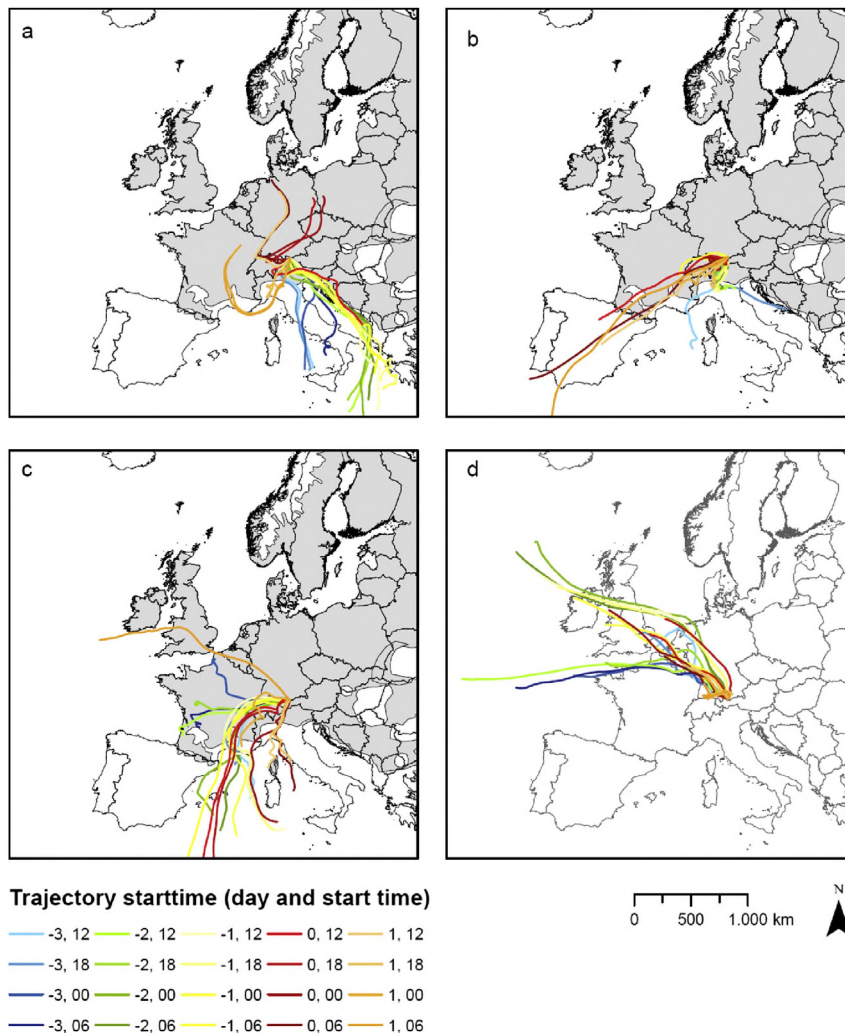 a
b
c
d
Trajectory starttime (day and start time)
-3, 12 -2, 12 -1, 12 0, 12 1, 12
-3, 18 -2, 18 -1, 18 0, 18 1, 18
-3, 00 -2, 00 -1, 00 0, 00 1, 00
-3, 06 -2, 06 -1, 06 0, 06 1, 06
N
0 500 1.000 km